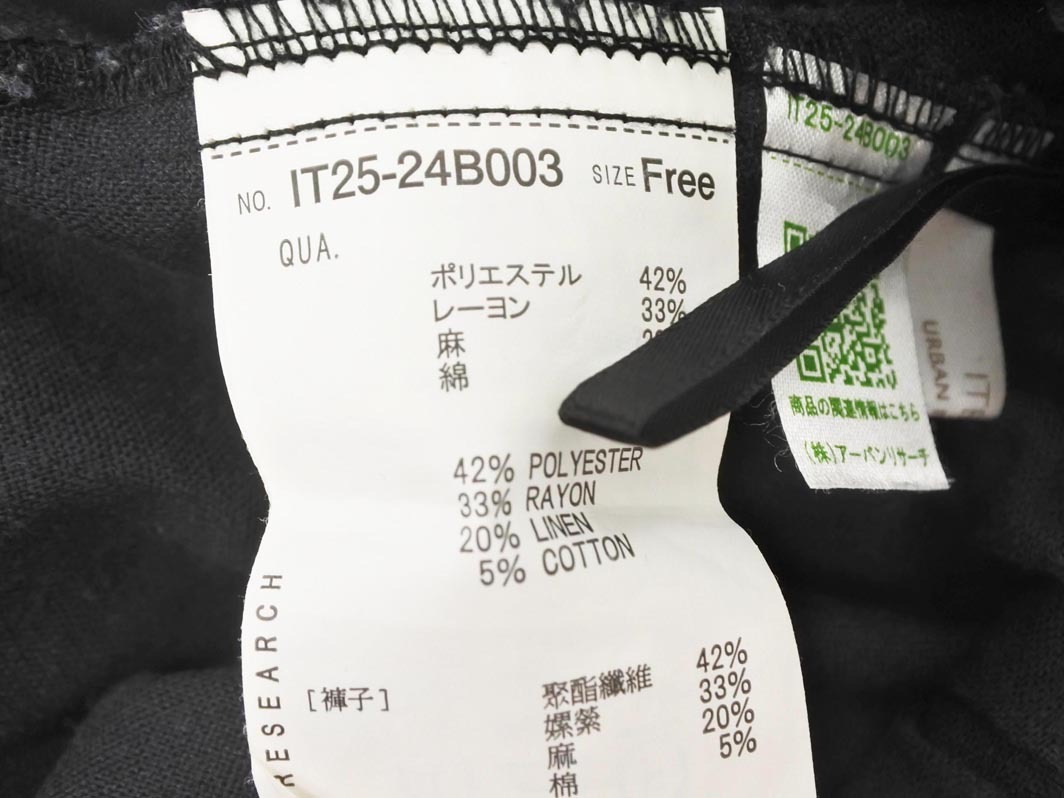 NO. IT25-24B003 SIZE Free
QUA.
ポリエステル 42%
レーヨン 33%
麻
綿
42% POLYESTER
33% RAYON
20% LINEN
5% COTTON
RESEARCH
[褲子]
聚酯纖維 42%
嫘縈 33%
麻 20%
棉 5%
IT25-24B003
商品の関連情報はこちら
(株)アーバンリサーチ
URBAN